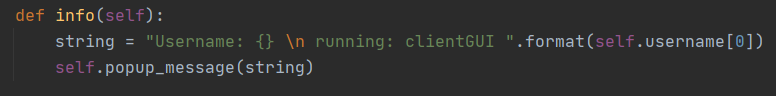 def info(self):
    string = "Username: {} \n running: clientGUI ".format(self.username[0])
    self.popup_message(string)